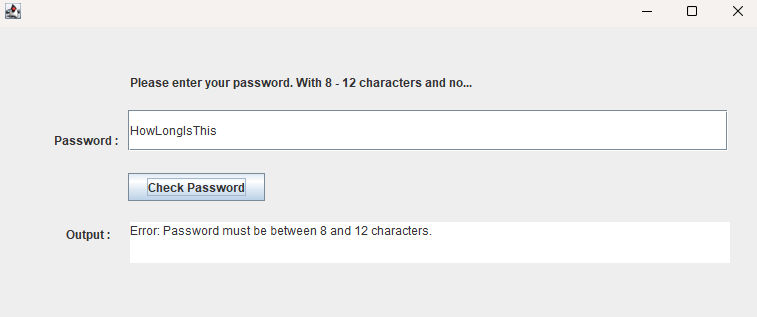 Please enter your password. With 8 - 12 characters and no...
Password :
HowLongIsThis
Check Password
Output :
Error: Password must be between 8 and 12 characters.